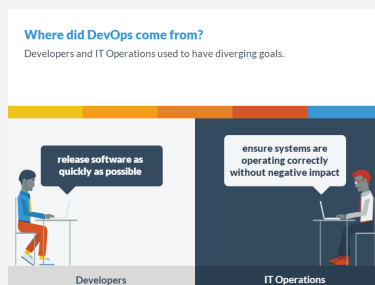 Where did DevOps come from?
Developers and IT Operations used to have diverging goals.
release software as
quickly as possible
ensure systems are
operating correctly
without negative impact
Developers
IT Operations